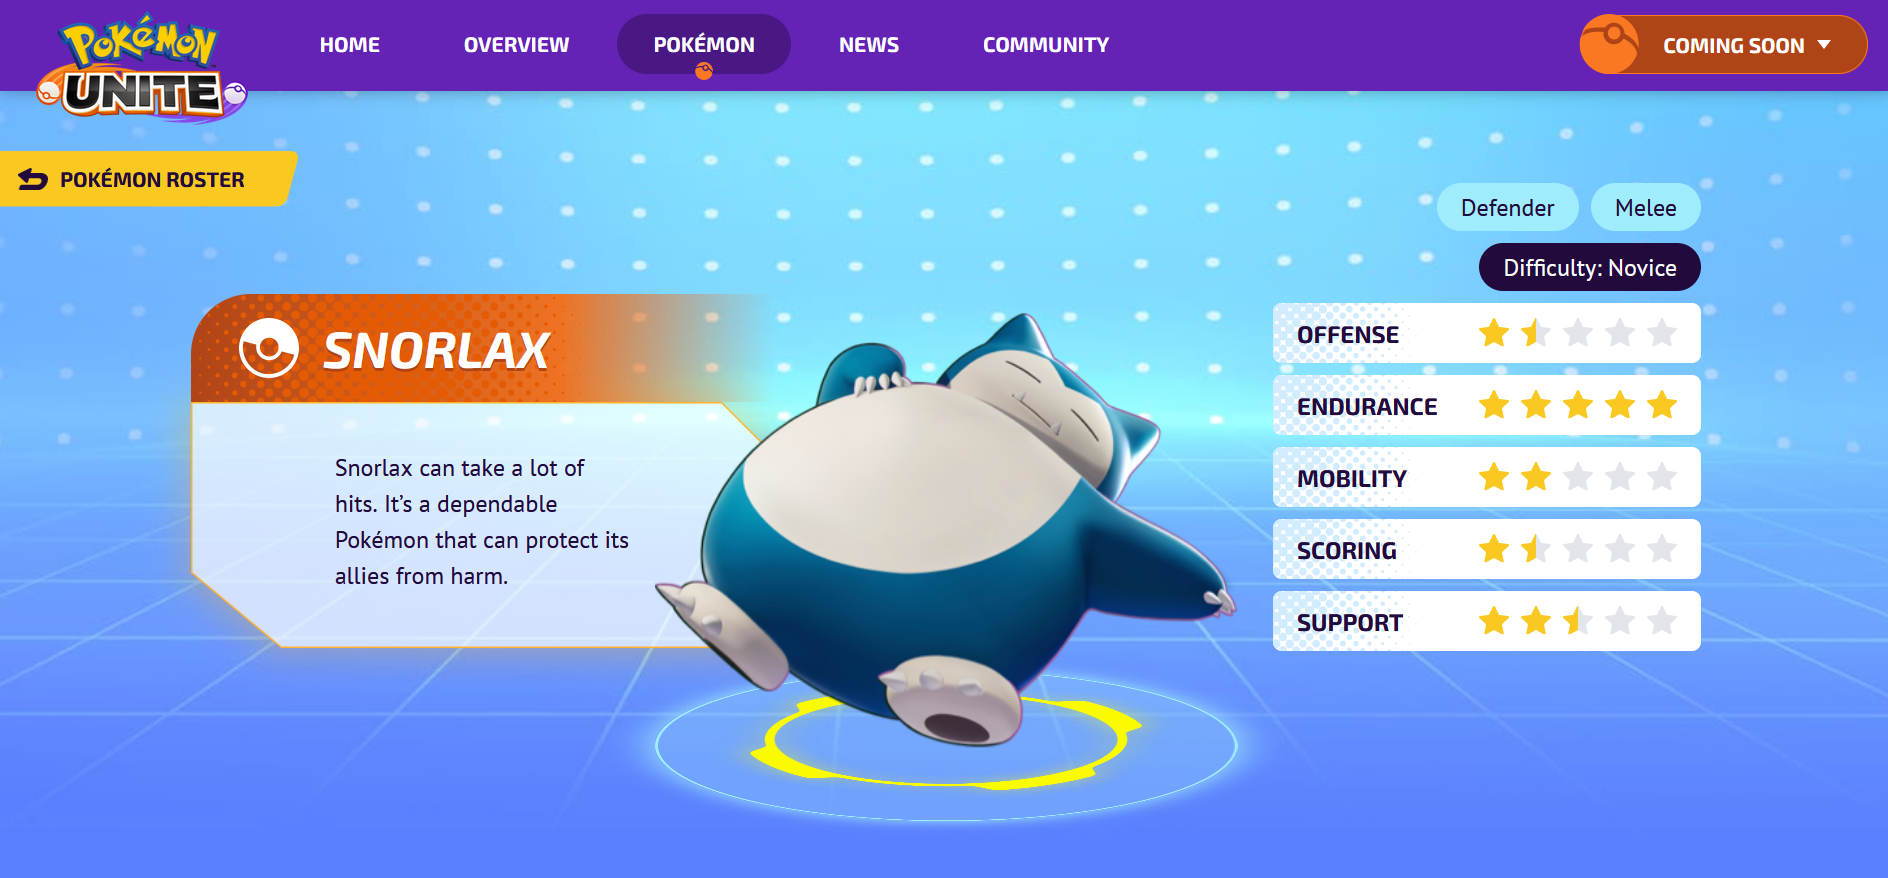 Pokémon
UNITE
HOME
OVERVIEW
POKÉMON
NEWS
COMMUNITY
COMING SOON
POKÉMON ROSTER
Defender
Melee
Difficulty: Novice
SNORLAX
Snorlax can take a lot of
hits. It’s a dependable
Pokémon that can protect its
allies from harm.
OFFENSE
ENDURANCE
MOBILITY
SCORING
SUPPORT